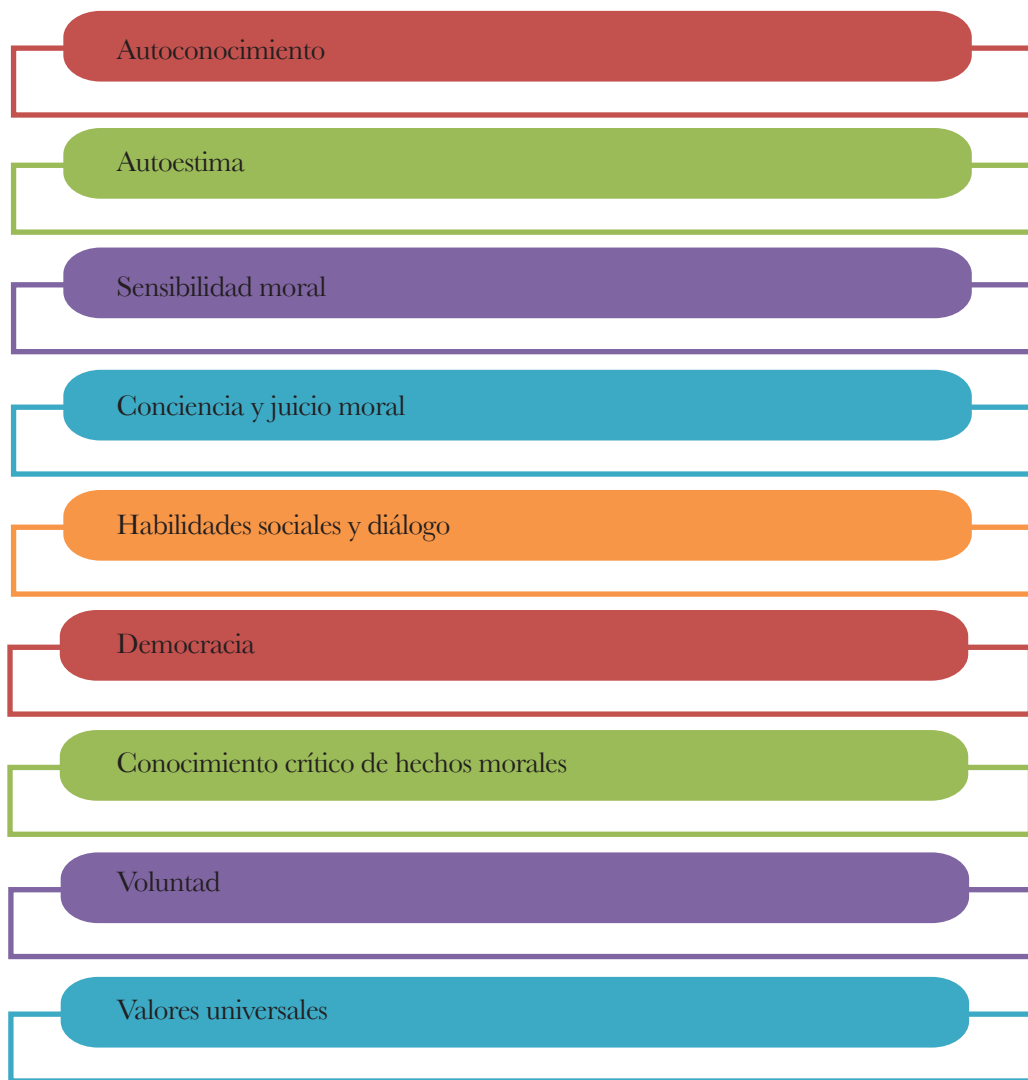 Autoconocimiento
Autoestima
Sensibilidad moral
Conciencia y juicio moral
Habilidades sociales y diálogo
Democracia
Conocimiento crítico de hechos morales
Voluntad
Valores universales